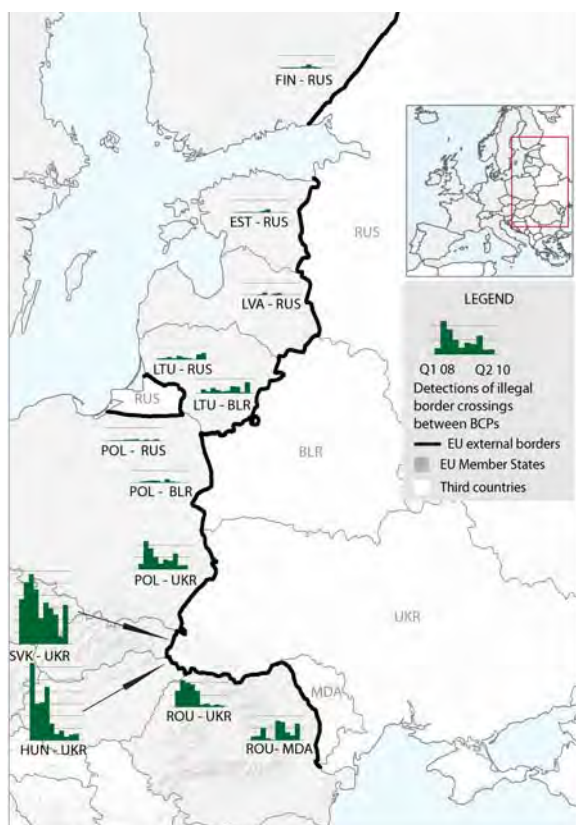 FIN - RUS
EST - RUS
RUS
LVA - RUS
LTU - RUS
RUS
LTU - BLR
POL - RUS
BLR
POL - BLR
POL - UKR
UKR
SVK - UKR
MDA
ROU - UKR
HUN - UKR
ROU- MDA
LEGEND
Q1 08 Q2 10
Detections of illegal
border crossings
between BCPs
EU external borders
EU Member States
Third countries